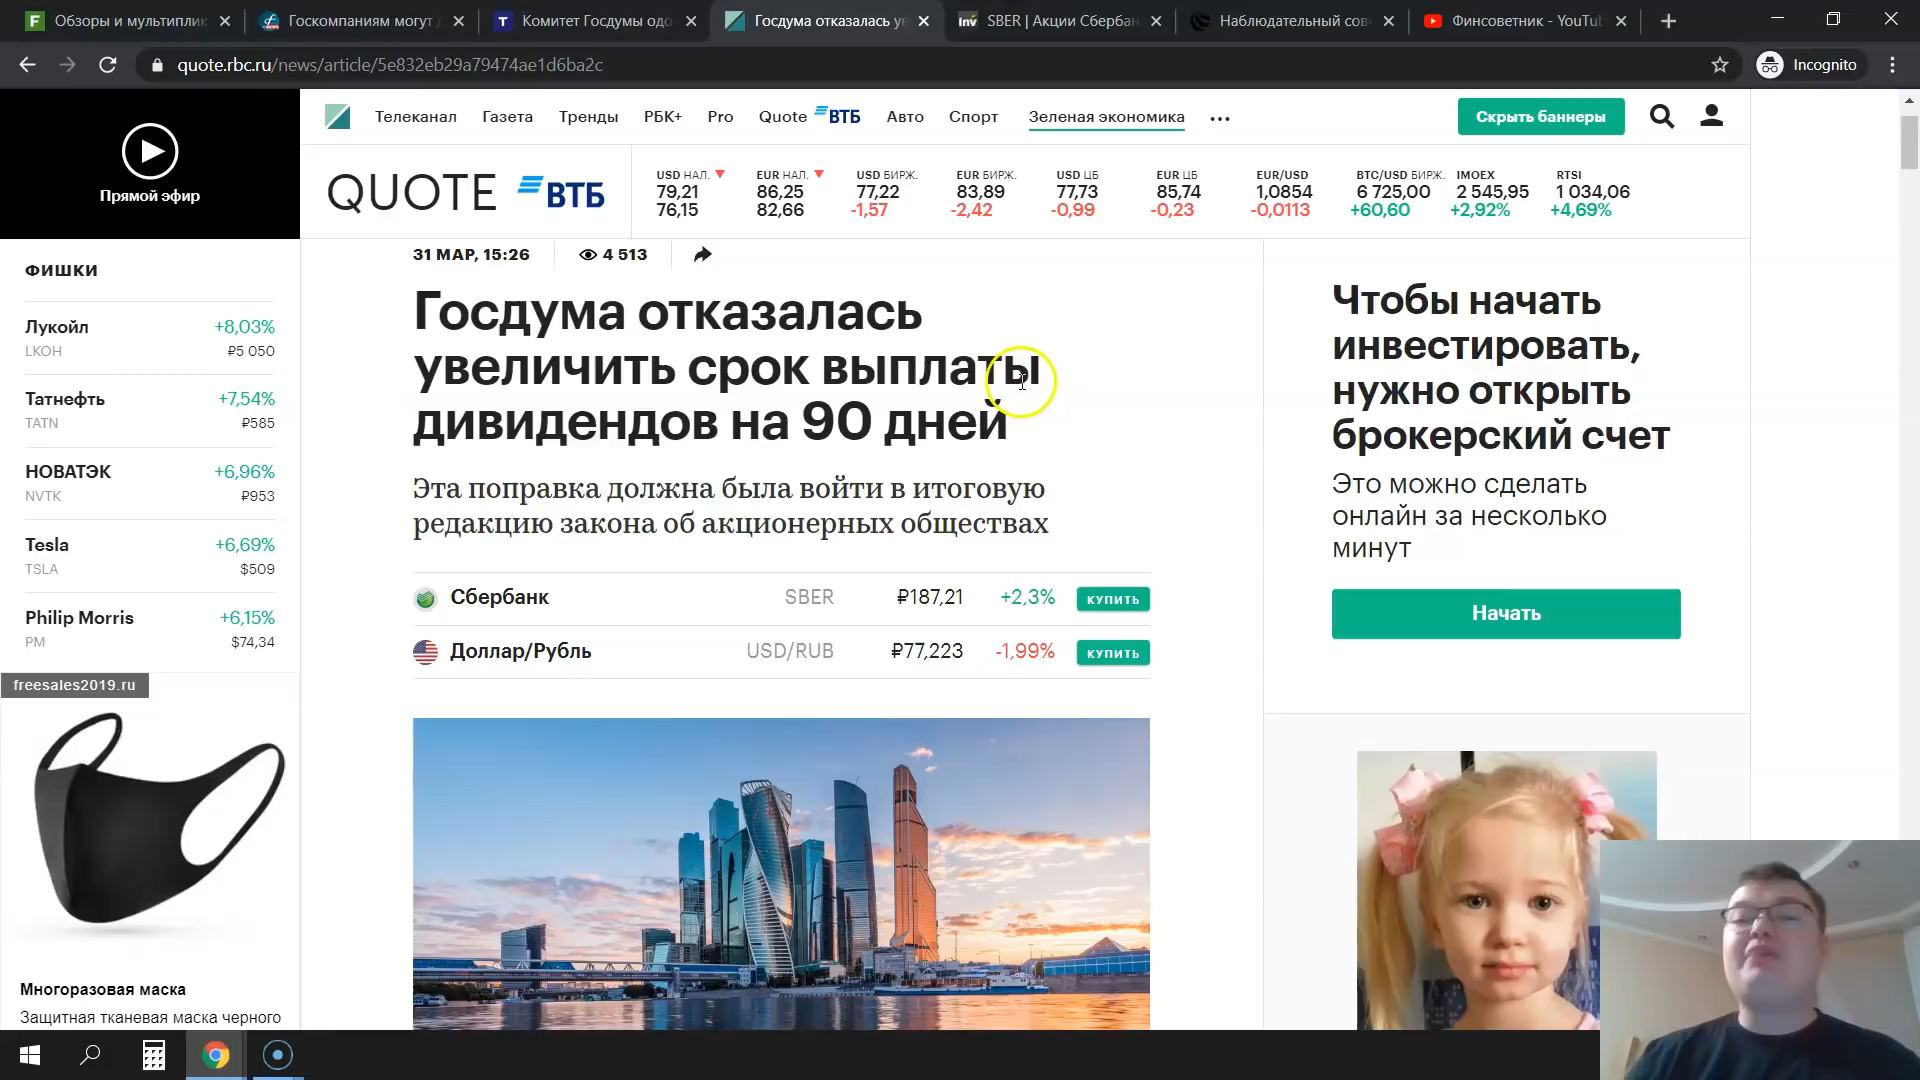 Обзоры и мультиплик
Госкомпаниям могут
Комитет Госдумы одо
Госдума отказалась ув
SBER | Акции Сбербан
Наблюдательный сов
Финсоветник - YouTu
quote.rbc.ru/news/article/5e832eb29a79474ae1d6ba2c
Incognito
Прямой эфир
Телеканал
Газета
Тренды
РБК+
Pro
Quote ВТБ
Авто
Спорт
Зеленая экономика
Скрыть баннеры
QUOTE ВТБ
USD НАЛ. EUR НАЛ. USD БИРЖ. EUR БИРЖ. USD ЦБ EUR ЦБ EUR/USD BTC/USD БИРЖ. IMOEX RTSI
79,21 86,25 77,22 83,89 77,73 85,74 1,0854 6 725,00 2 545,95 1 034,06
76,15 82,66 -1,57 -2,42 -0,99 -0,23 -0,0113 +60,60 +2,92% +4,69%
ФИШКИ
Лукойл +8,03%
LKOH ₽5 050
Татнефть +7,54%
TATN ₽585
НОВАТЭК +6,96%
NVTK ₽953
Tesla +6,69%
TSLA $509
Philip Morris +6,15%
PM $74,34
freesales2019.ru
Многоразовая маска
Защитная тканевая маска черного
31 МАР, 15:26
4 513
Госдума отказалась
увеличить срок выплаты
дивидендов на 90 дней
Эта поправка должна была войти в итоговую
редакцию закона об акционерных обществах
Сбербанк SBER ₽187,21 +2,3% КУПИТЬ
Доллар/Рубль USD/RUB ₽77,223 -1,99% КУПИТЬ
Чтобы начать
инвестировать,
нужно открыть
брокерский счет
Это можно сделать
онлайн за несколько
минут
Начать